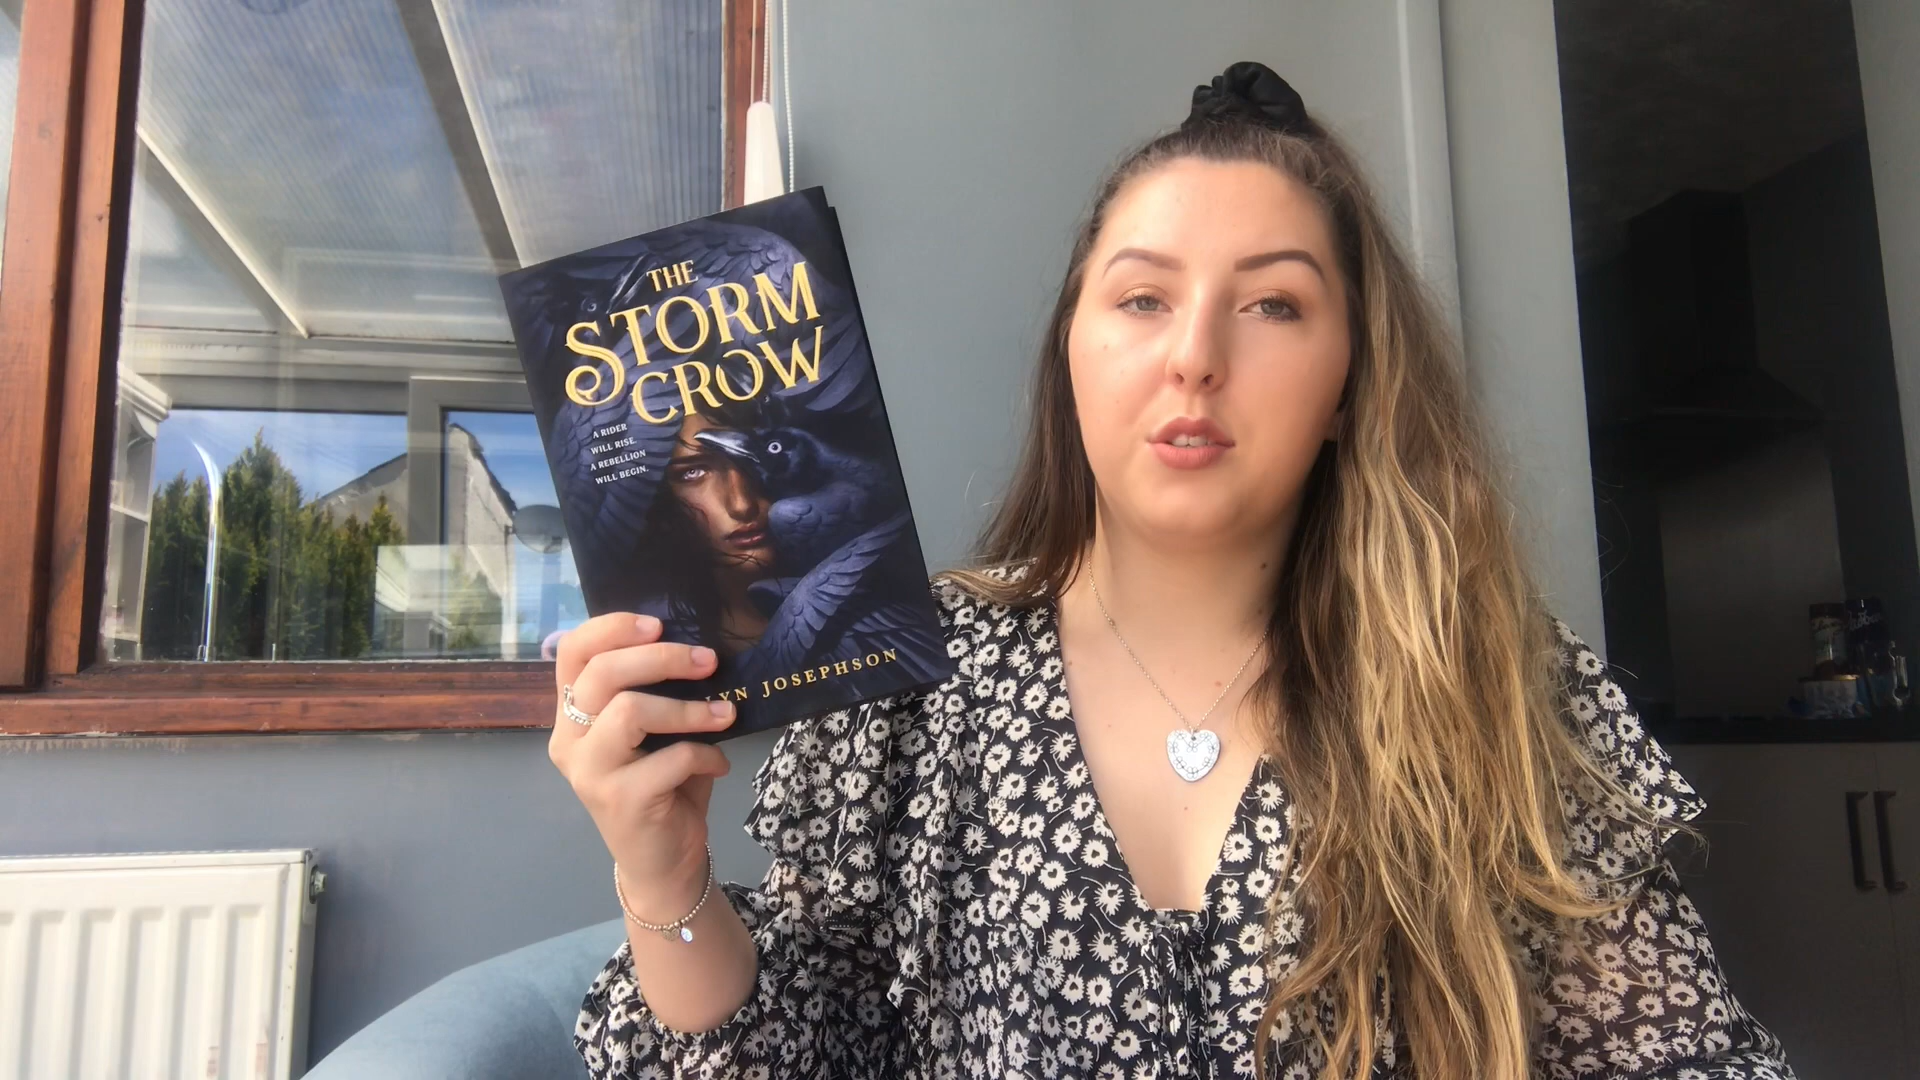 THE
STORM
CROW
A RIDER
WILL RISE.
A REBELLION
WILL BEGIN.
LYN JOSEPHSON